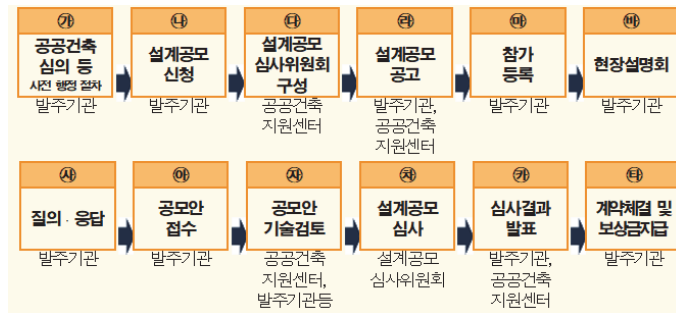 ㉮ ㉯ ㉰ ㉱ ㉲ ㉳
공공건축
심의 등
사전 행정 절차
발주기관
설계공모
신청
발주기관
설계공모
심사위원회
구성
공공건축
지원센터
설계공모
공고
발주기관,
공공건축
지원센터
참가
등록
발주기관
현장설명회
발주기관
㉴ ㉵ ㉶ ㉷ ㉸ ㉹
질의 · 응답
발주기관
공모안
접수
발주기관
공모안
기술검토
공공건축
지원센터,
발주기관등
설계공모
심사
설계공모
심사위원회
심사결과
발표
발주기관,
공공건축
지원센터
계약체결 및
보상금지급
발주기관